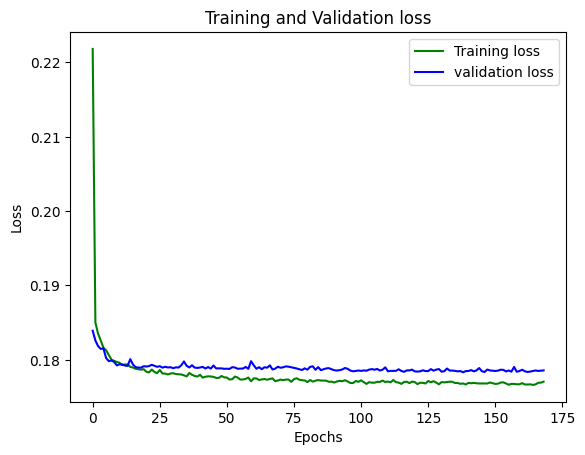 Training and Validation loss
Training loss
validation loss
0.22
0.21
0.20
0.19
0.18
Loss
0
25
50
75
100
125
150
175
Epochs